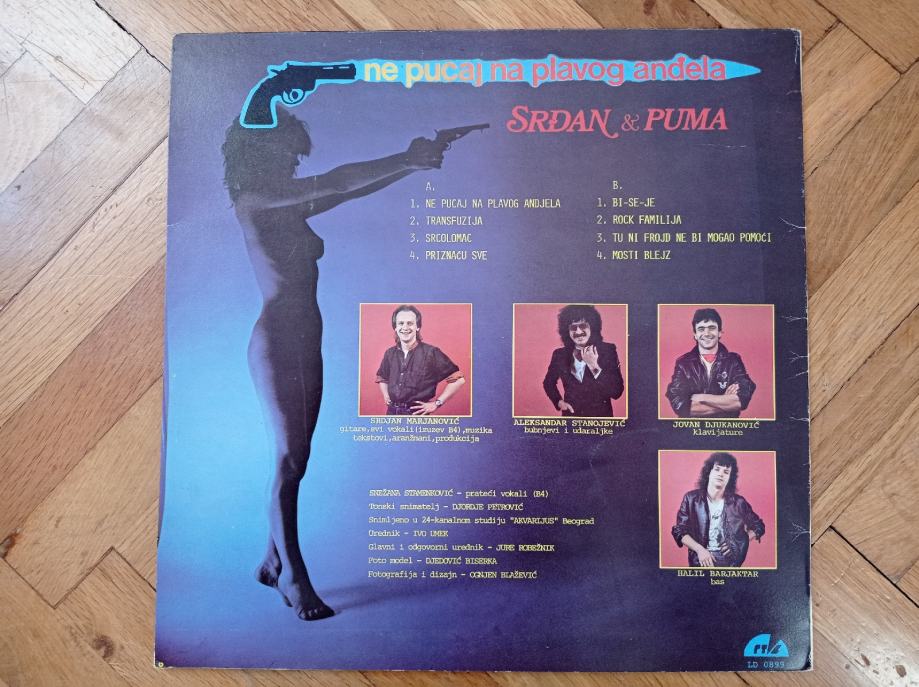 ne pucaj na plavog anđela
SRĐAN & PUMA
A.
1. NE PUCAJ NA PLAVOG ANDJELA
2. TRANSFUZIJA
3. SRCOLOMAC
4. PRIZNAĆU SVE
B.
1. BI-SE-JE
2. ROCK FAMILIJA
3. TU NI FROJD NE BI MOGAO POMOĆI
4. MOSTI BLEJZ
SRDJAN MARJANOVIĆ
gitare,svi vokali(izuzev B4),muzika
tekstovi,aranžmani,produkcija
ALEKSANDAR STANOJEVIĆ
bubnjevi i udaraljke
JOVAN DJUKANOVIĆ
klavijature
HALIL BARJAKTAR
bas
SNEŽANA STAMENKOVIĆ - prateći vokali (B4)
Tonski snimatelj - DJORDJE PETROVIĆ
Snimljeno u 24-kanalnom studiju "AKVARIJUS" Beograd
Urednik - IVO UMEK
Glavni i odgovorni urednik - JURE ROBEŽNIK
Foto model - DJEDOVIĆ BISERKA
Fotografija i dizajn - OGNJEN BLAŽEVIĆ
LD 0899